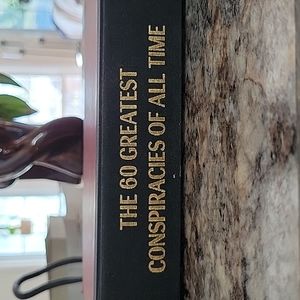 THE 60 GREATEST
CONSPIRACIES OF ALL TIME